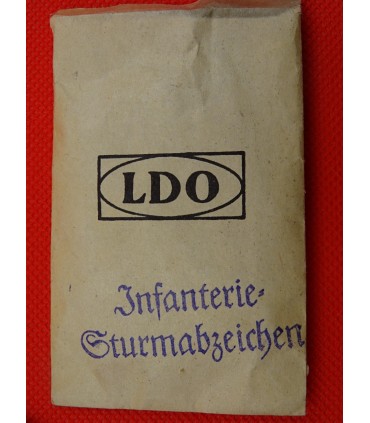 LDO
Infanterie-
Sturmabzeichen